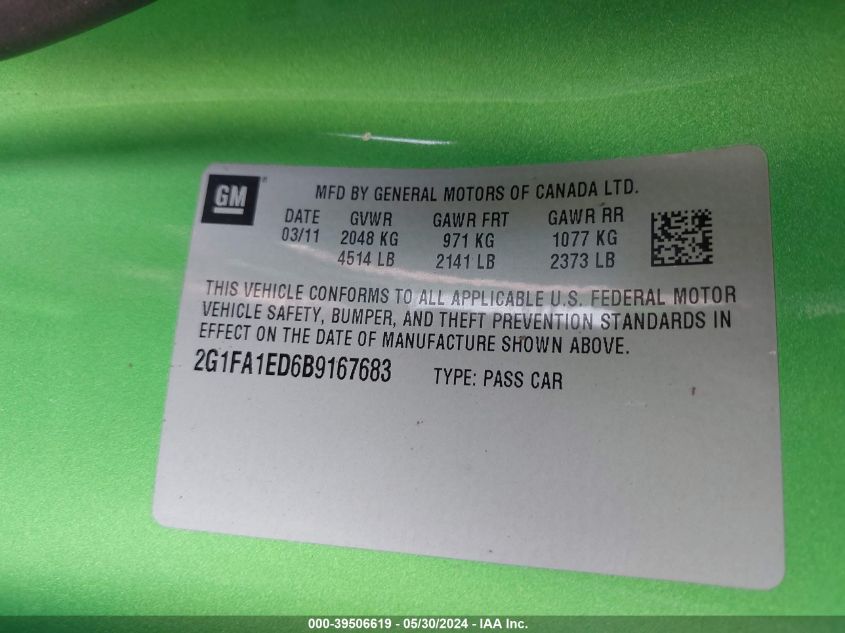 GM
MFD BY GENERAL MOTORS OF CANADA LTD.
DATE GVWR GAWR FRT GAWR RR
03/11 2048 KG 971 KG 1077 KG
4514 LB 2141 LB 2373 LB
THIS VEHICLE CONFORMS TO ALL APPLICABLE U.S. FEDERAL MOTOR
VEHICLE SAFETY, BUMPER, AND THEFT PREVENTION STANDARDS IN
EFFECT ON THE DATE OF MANUFACTURE SHOWN ABOVE.
2G1FA1ED6B9167683 TYPE: PASS CAR
000-39506619 - 05/30/2024 - IAA Inc.